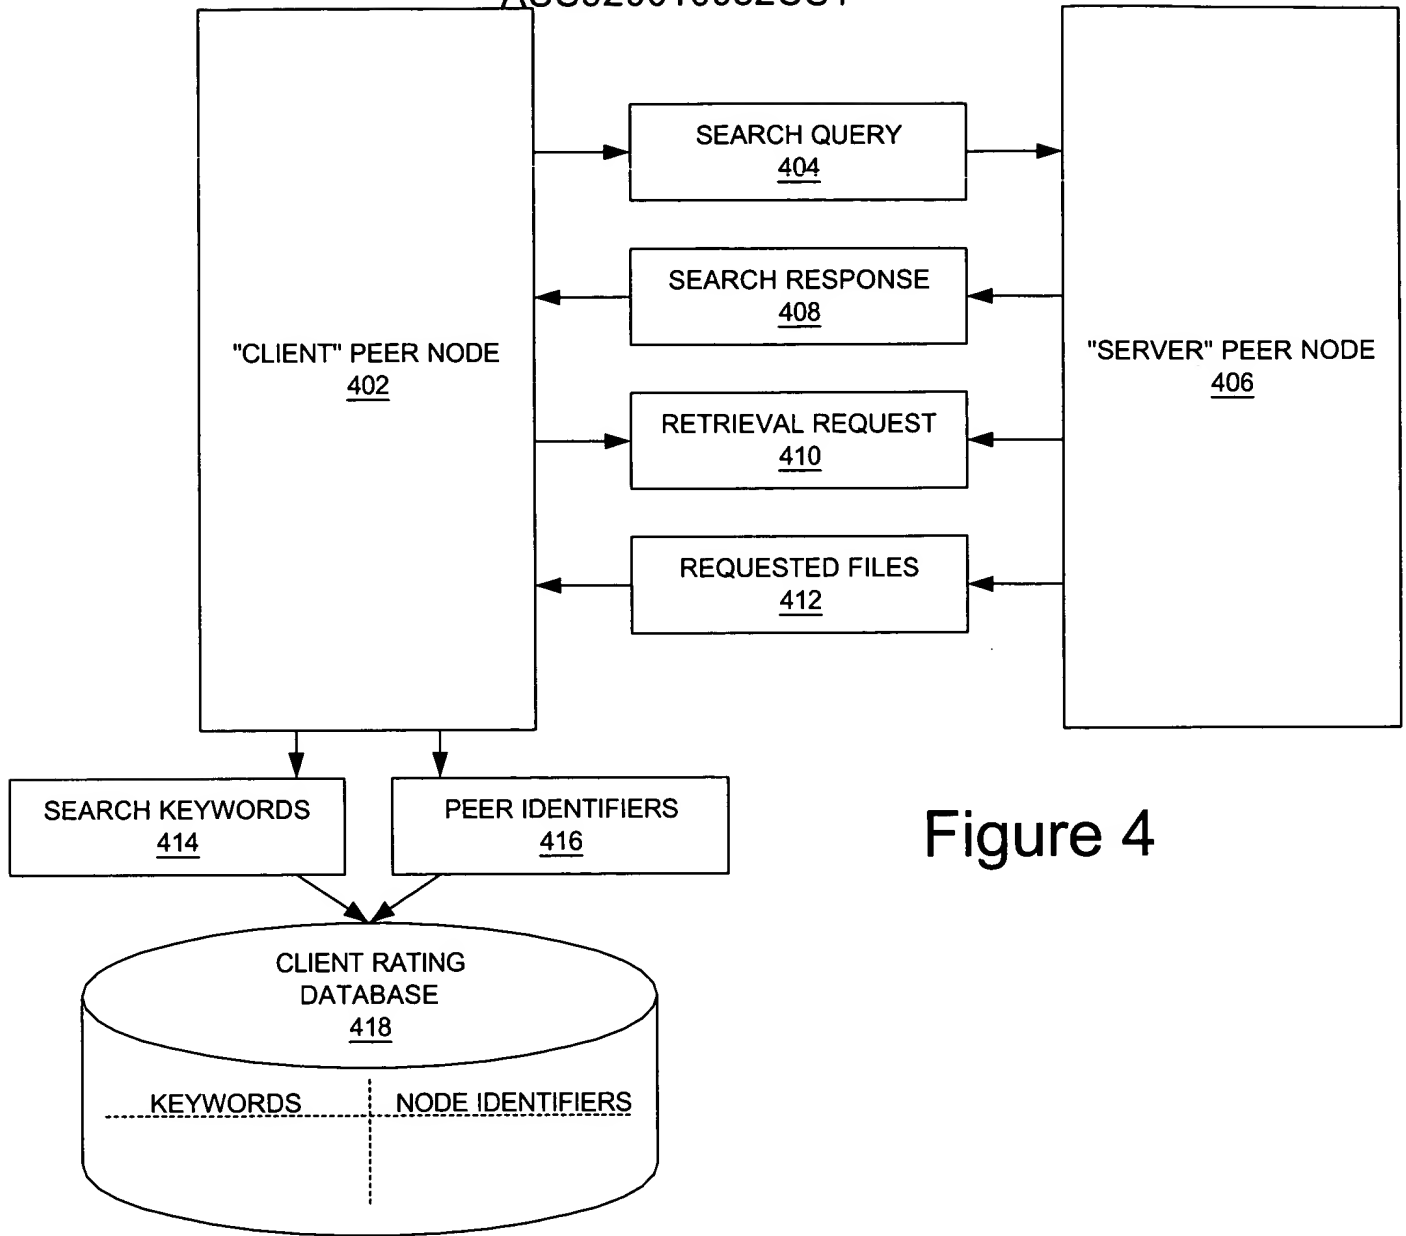 "CLIENT" PEER NODE
402
SEARCH QUERY
404
SEARCH RESPONSE
408
RETRIEVAL REQUEST
410
REQUESTED FILES
412
"SERVER" PEER NODE
406
SEARCH KEYWORDS
414
PEER IDENTIFIERS
416
Figure 4
CLIENT RATING
DATABASE
418
KEYWORDS
NODE IDENTIFIERS